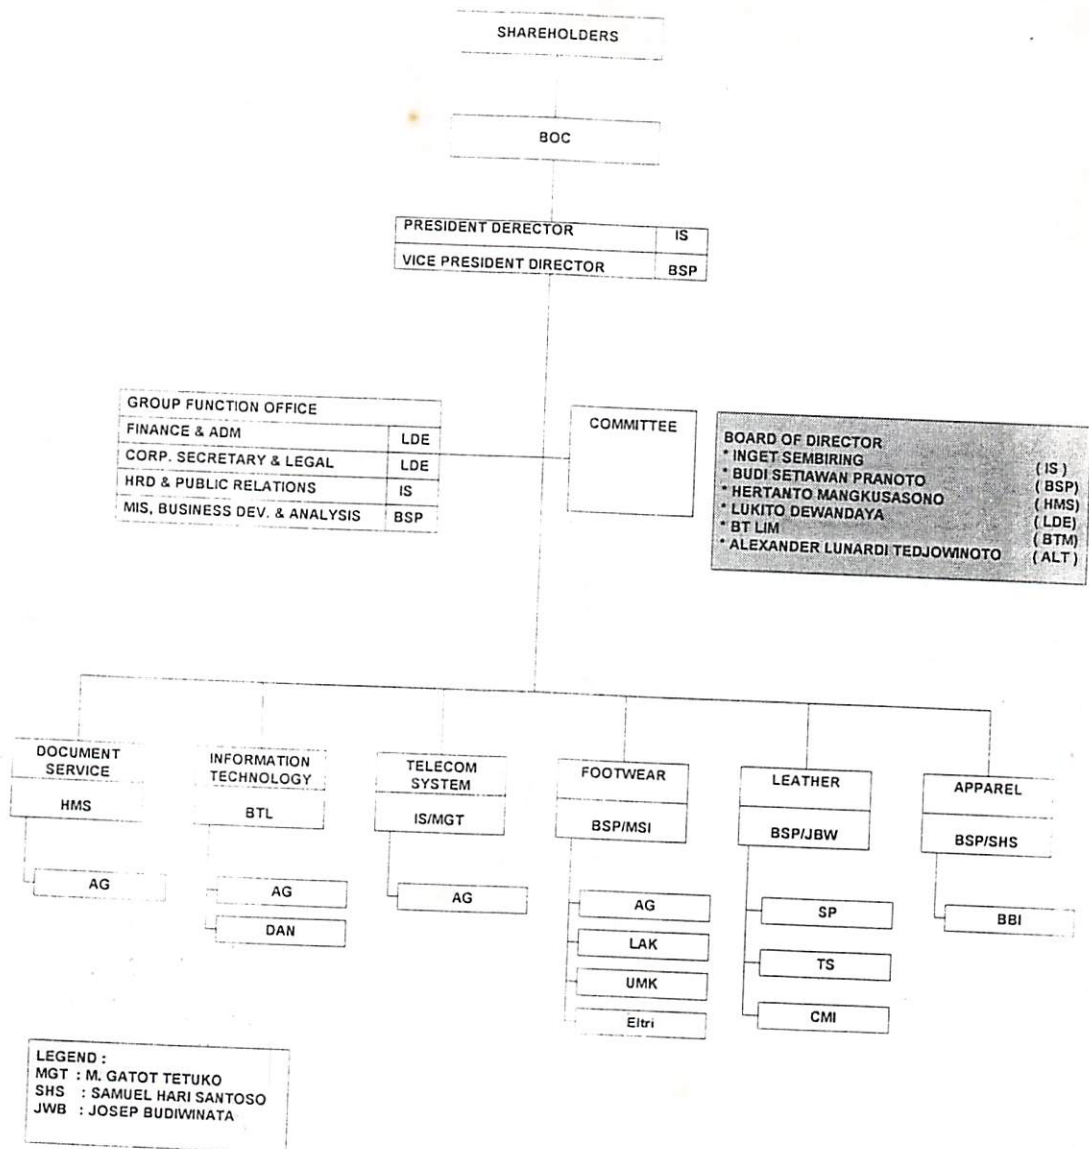 SHAREHOLDERS
BOC
PRESIDENT DERECTOR IS
VICE PRESIDENT DIRECTOR BSP
GROUP FUNCTION OFFICE
FINANCE & ADM LDE
CORP. SECRETARY & LEGAL LDE
HRD & PUBLIC RELATIONS IS
MIS, BUSINESS DEV. & ANALYSIS BSP
COMMITTEE
BOARD OF DIRECTOR
* INGET SEMBIRING ( IS )
* BUDI SETIAWAN PRANOTO ( BSP)
* HERTANTO MANGKUSASONO ( HMS)
* LUKITO DEWANDAYA ( LDE)
* BT LIM ( BTM)
* ALEXANDER LUNARDI TEDJOWINOTO ( ALT )
DOCUMENT
SERVICE
HMS
AG
INFORMATION
TECHNOLOGY
BTL
AG
DAN
TELECOM
SYSTEM
IS/MGT
AG
FOOTWEAR
BSP/MSI
AG
LAK
UMK
Eltri
LEATHER
BSP/JBW
SP
TS
CMI
APPAREL
BSP/SHS
BBI
LEGEND :
MGT : M. GATOT TETUKO
SHS : SAMUEL HARI SANTOSO
JWB : JOSEP BUDIWINATA